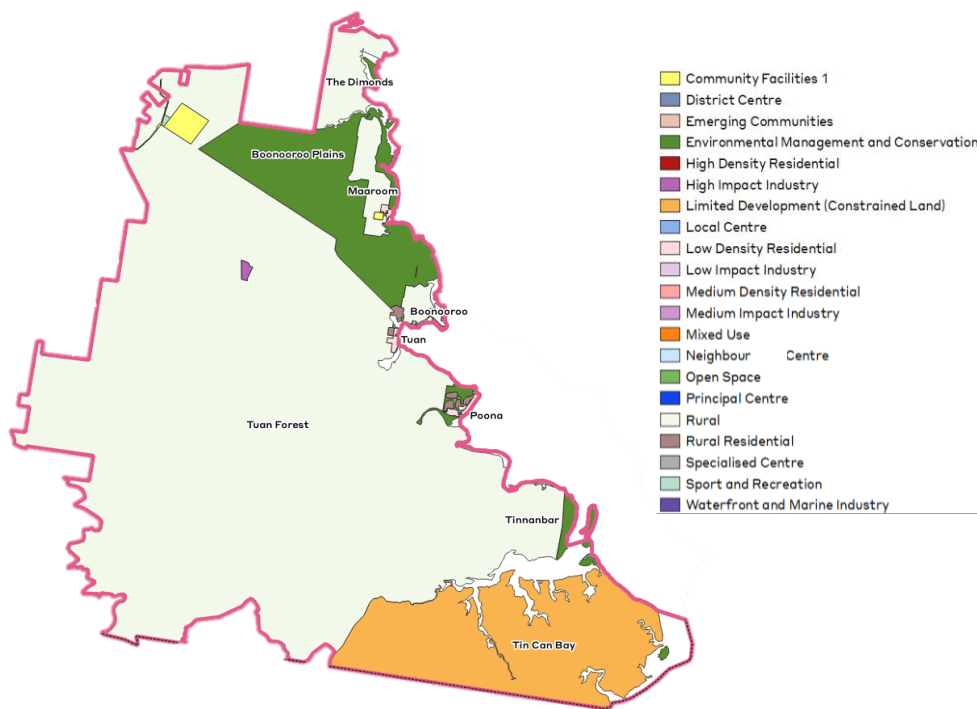 The Dimonds
Boonooroo Plains
Maaroom
Boonooroo
Tuan
Poona
Tuan Forest
Tinnanbar
Tin Can Bay
Community Facilities 1
District Centre
Emerging Communities
Environmental Management and Conservation
High Density Residential
High Impact Industry
Limited Development (Constrained Land)
Local Centre
Low Density Residential
Low Impact Industry
Medium Density Residential
Medium Impact Industry
Mixed Use
Neighbour Centre
Open Space
Principal Centre
Rural
Rural Residential
Specialised Centre
Sport and Recreation
Waterfront and Marine Industry